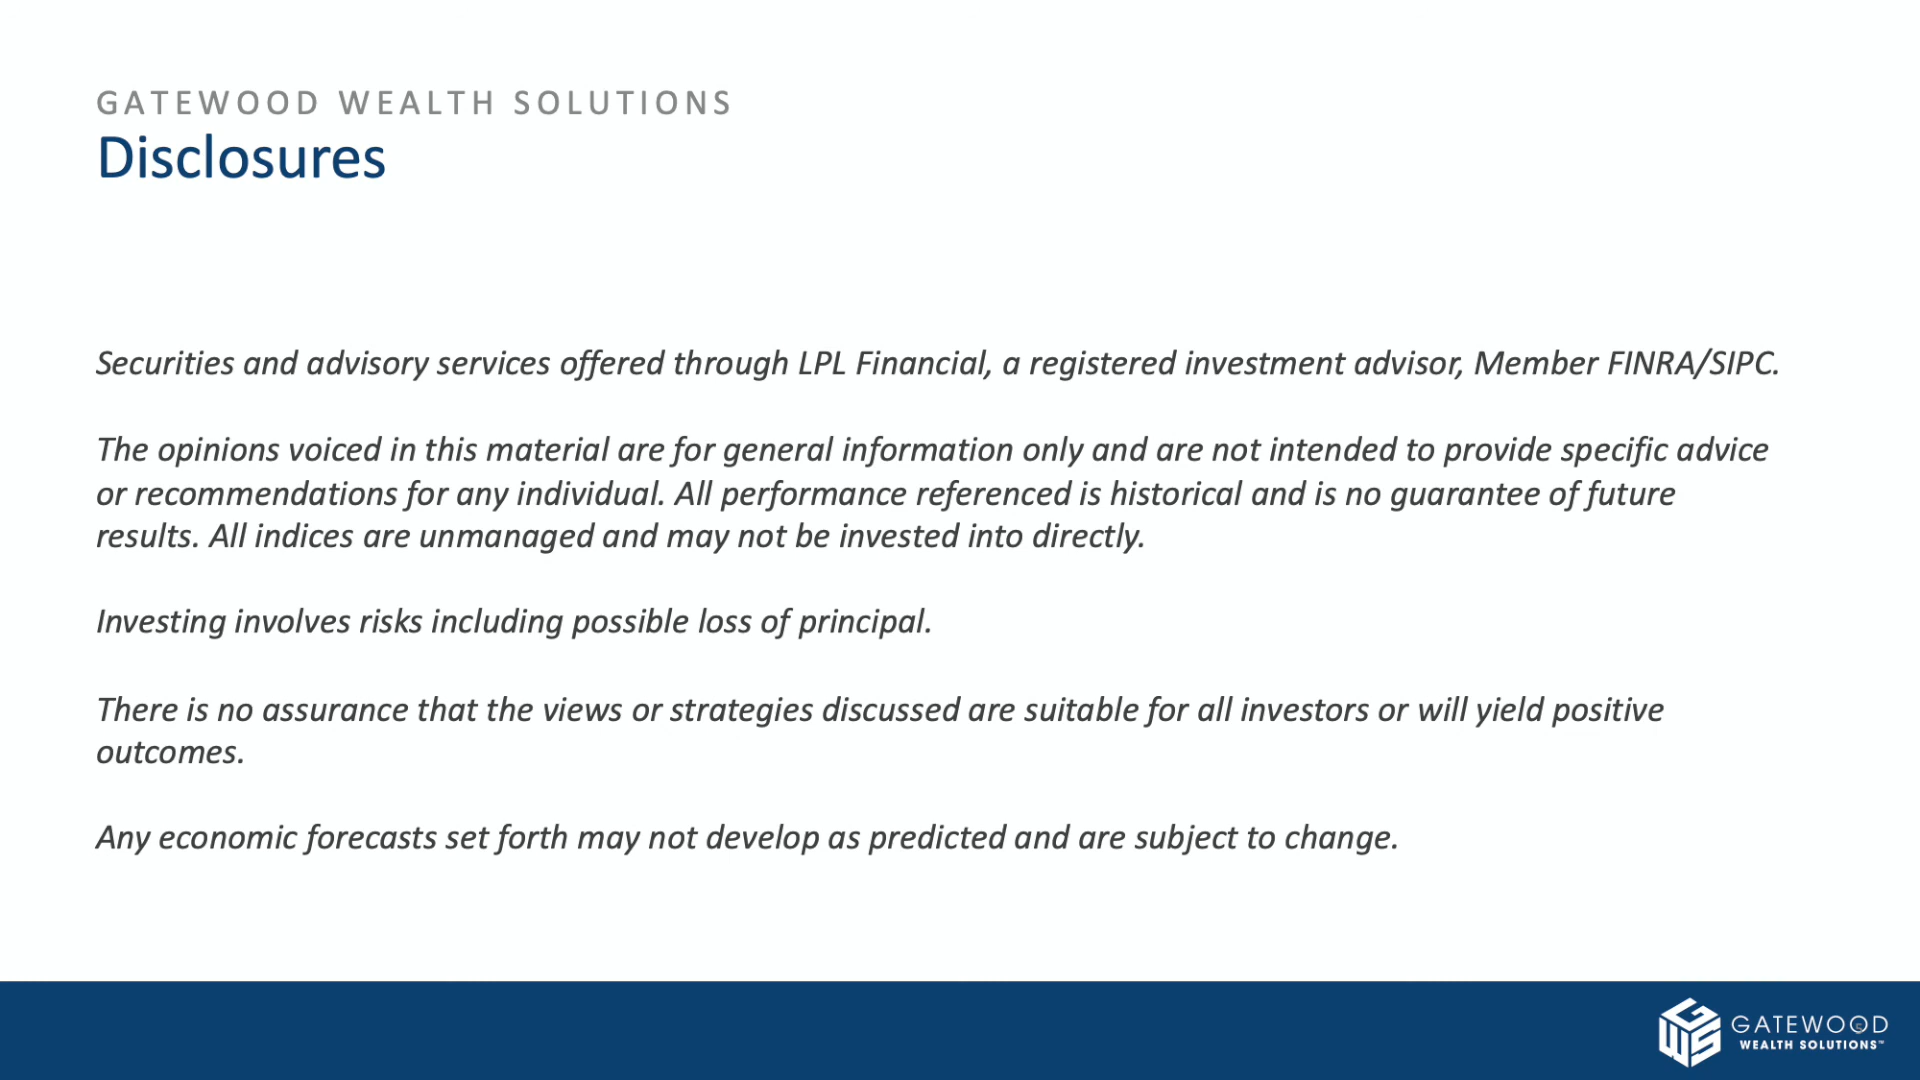 GATEWOOD WEALTH SOLUTIONS
Disclosures
Securities and advisory services offered through LPL Financial, a registered investment advisor, Member FINRA/SIPC.
The opinions voiced in this material are for general information only and are not intended to provide specific advice
or recommendations for any individual. All performance referenced is historical and is no guarantee of future
results. All indices are unmanaged and may not be invested into directly.
Investing involves risks including possible loss of principal.
There is no assurance that the views or strategies discussed are suitable for all investors or will yield positive
outcomes.
Any economic forecasts set forth may not develop as predicted and are subject to change.
GWS
GATEWOOD
WEALTH SOLUTIONS™